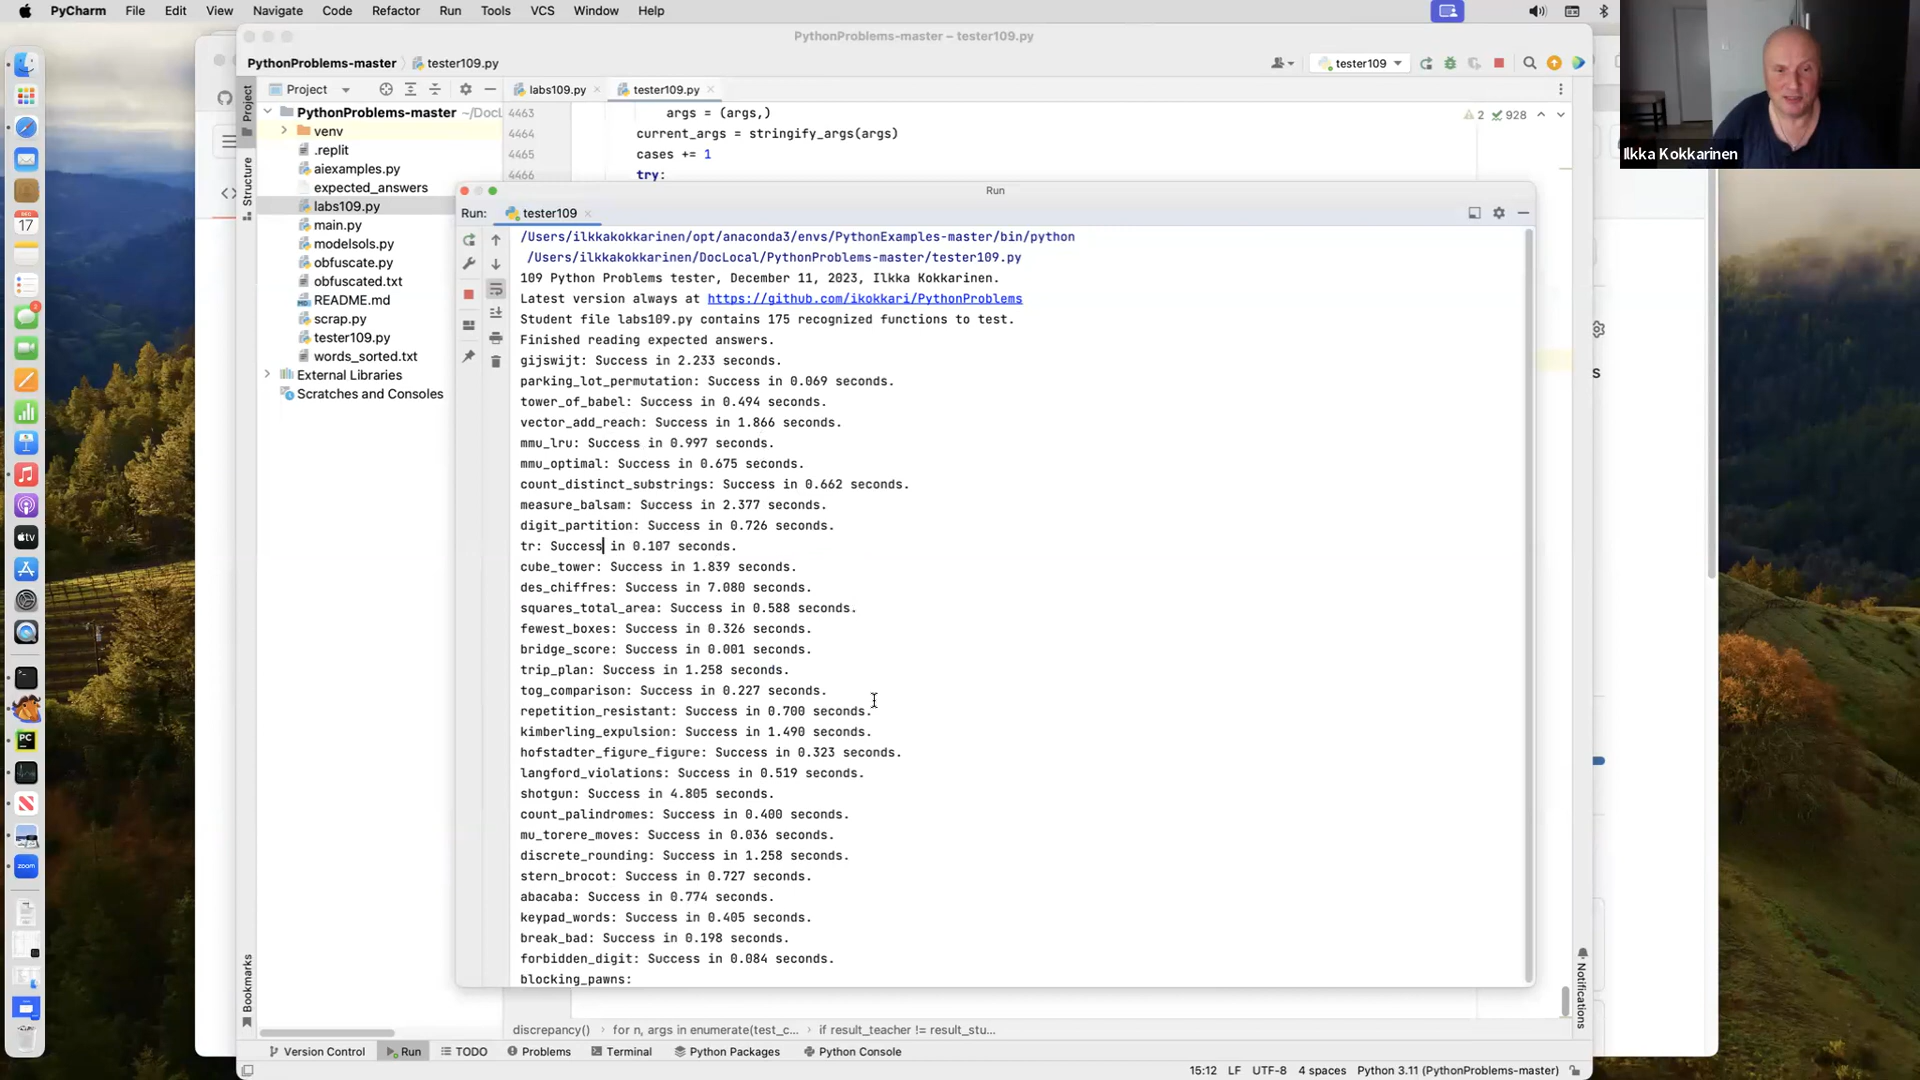 PyCharm File Edit View Navigate Code Refactor Run Tools VCS Window Help
PythonProblems-master – tester109.py
PythonProblems-master tester109.py
tester109
Project
labs109.py
tester109.py
PythonProblems-master ~/DocL
venv
.replit
aiexamples.py
expected_answers
labs109.py
main.py
modelsols.py
obfuscate.py
obfuscated.txt
README.md
scrap.py
tester109.py
words_sorted.txt
External Libraries
Scratches and Consoles
Project
Structure
Bookmarks
Notifications
4463 args = (args,)
4464 current_args = stringify_args(args)
4465 cases += 1
4466 try:
2 928
Ilkka Kokkarinen
Run
Run: tester109
/Users/ilkkakokkarinen/opt/anaconda3/envs/PythonExamples-master/bin/python
/Users/ilkkakokkarinen/DocLocal/PythonProblems-master/tester109.py
109 Python Problems tester, December 11, 2023, Ilkka Kokkarinen.
Latest version always at https://github.com/ikokkari/PythonProblems
Student file labs109.py contains 175 recognized functions to test.
Finished reading expected answers.
gijswijt: Success in 2.233 seconds.
parking_lot_permutation: Success in 0.069 seconds.
tower_of_babel: Success in 0.494 seconds.
vector_add_reach: Success in 1.866 seconds.
mmu_lru: Success in 0.997 seconds.
mmu_optimal: Success in 0.675 seconds.
count_distinct_substrings: Success in 0.662 seconds.
measure_balsam: Success in 2.377 seconds.
digit_partition: Success in 0.726 seconds.
tr: Success in 0.107 seconds.
cube_tower: Success in 1.839 seconds.
des_chiffres: Success in 7.080 seconds.
squares_total_area: Success in 0.588 seconds.
fewest_boxes: Success in 0.326 seconds.
bridge_score: Success in 0.001 seconds.
trip_plan: Success in 1.258 seconds.
tog_comparison: Success in 0.227 seconds.
repetition_resistant: Success in 0.700 seconds.
kimberling_expulsion: Success in 1.490 seconds.
hofstadter_figure_figure: Success in 0.323 seconds.
langford_violations: Success in 0.519 seconds.
shotgun: Success in 4.805 seconds.
count_palindromes: Success in 0.400 seconds.
mu_torere_moves: Success in 0.036 seconds.
discrete_rounding: Success in 1.258 seconds.
stern_brocot: Success in 0.727 seconds.
abacaba: Success in 0.774 seconds.
keypad_words: Success in 0.405 seconds.
break_bad: Success in 0.198 seconds.
forbidden_digit: Success in 0.084 seconds.
blocking_pawns:
discrepancy() for n, args in enumerate(test_c... if result_teacher != result_stu...
Version Control Run TODO Problems Terminal Python Packages Python Console
15:12 LF UTF-8 4 spaces Python 3.11 (PythonProblems-master)
DEC
17
tv
PC
zoom